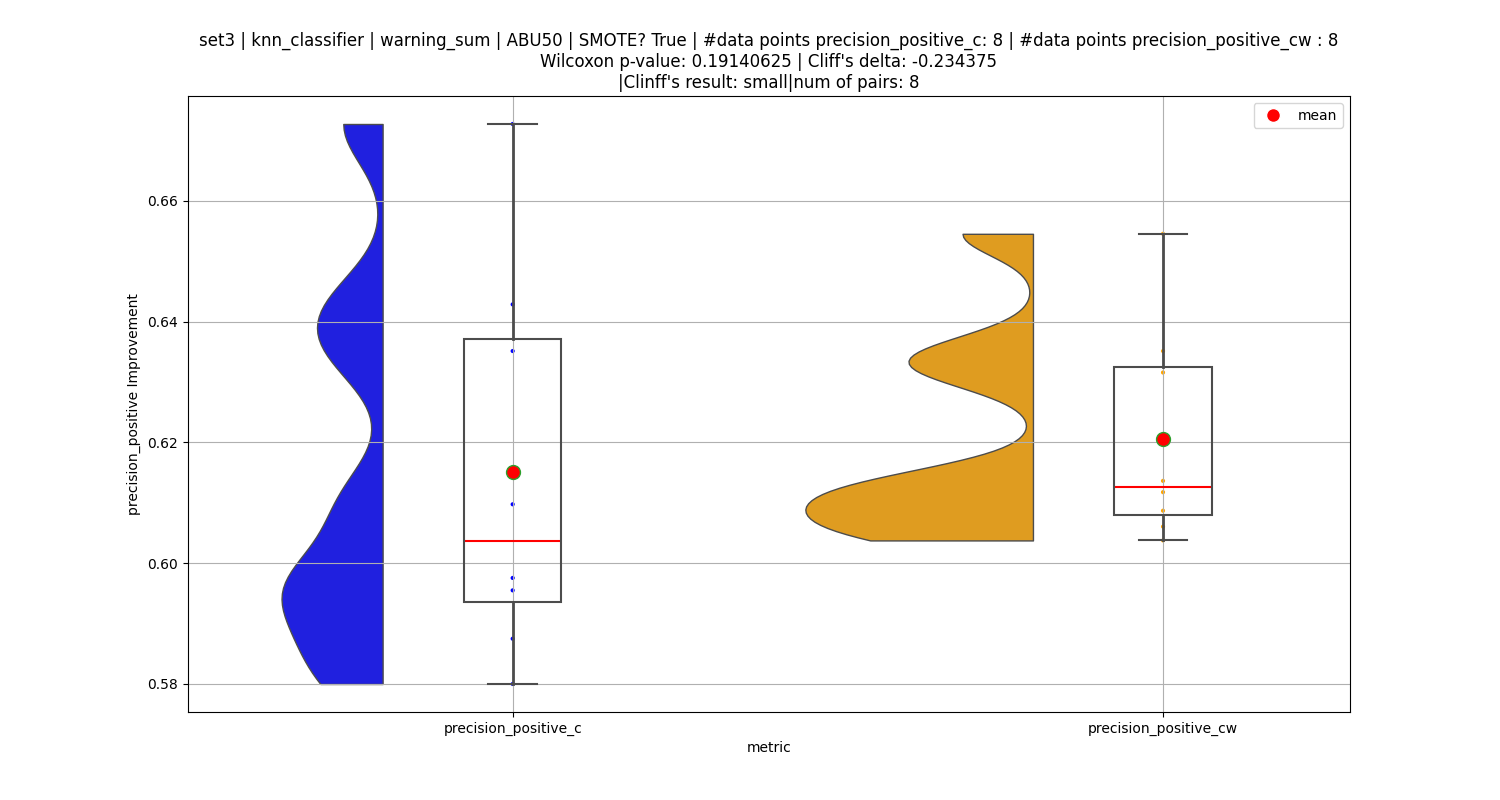 set3 | knn_classifier | warning_sum | ABU50 | SMOTE? True | #data points precision_positive_c: 8 | #data points precision_positive_cw : 8
Wilcoxon p-value: 0.19140625 | Cliff's delta: -0.234375
|Clinff's result: small|num of pairs: 8
mean
precision_positive Improvement
0.66
0.64
0.62
0.60
0.58
precision_positive_c
precision_positive_cw
metric